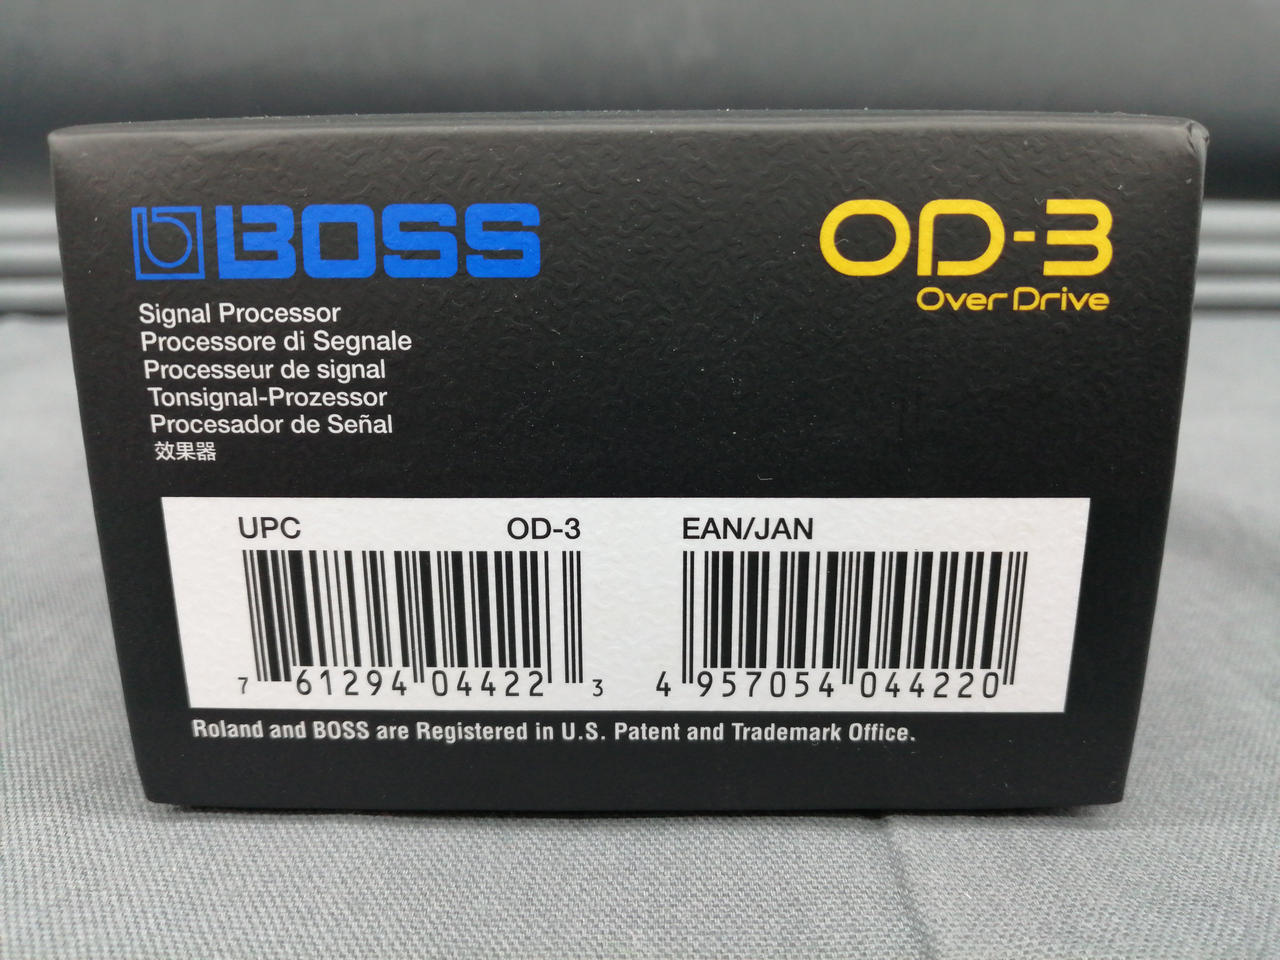 BOSS
OD-3
Over Drive
Signal Processor
Processore di Segnale
Processeur de signal
Tonsignal-Prozessor
Procesador de Señal
效果器
UPC OD-3
7 61294 04422 3
EAN/JAN
4 957054 044220
Roland and BOSS are Registered in U.S. Patent and Trademark Office.